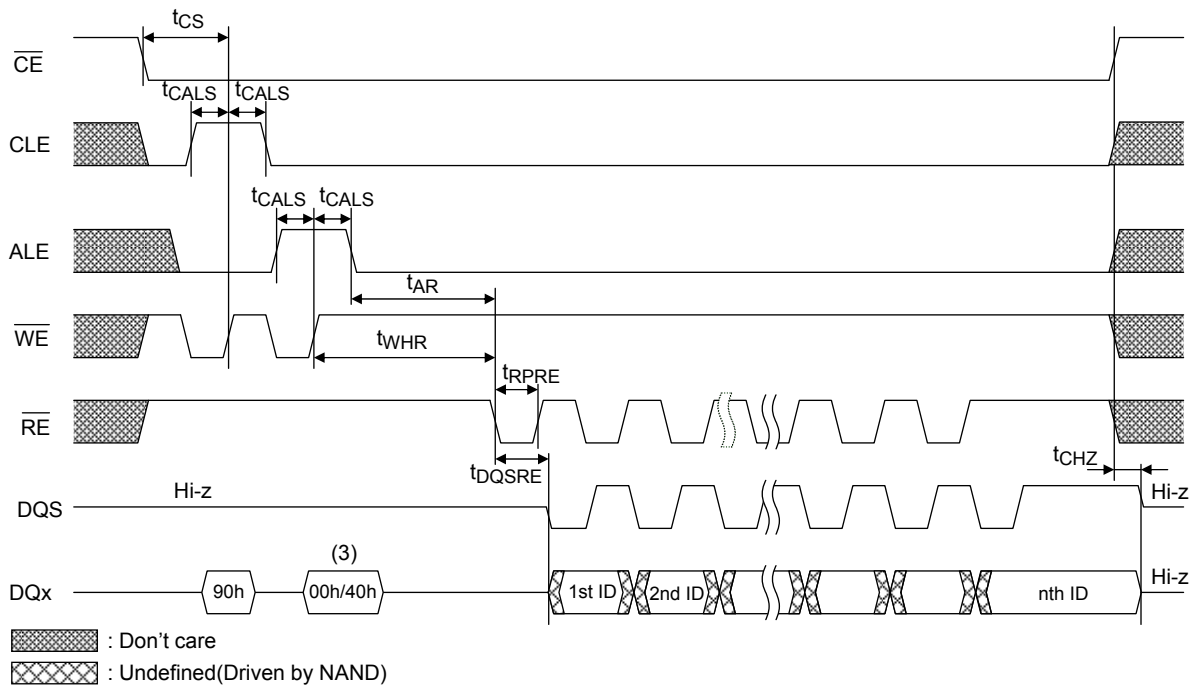 tCS
CE
tCALS tCALS
CLE
tCALS tCALS
ALE
tAR
WE
tWHR
tRPRE
RE
tDQSRE
tCHZ
Hi-z
Hi-z
DQS
(3)
DQx
90h
00h/40h
1st ID
2nd ID
nth ID
Hi-z
: Don't care
: Undefined(Driven by NAND)